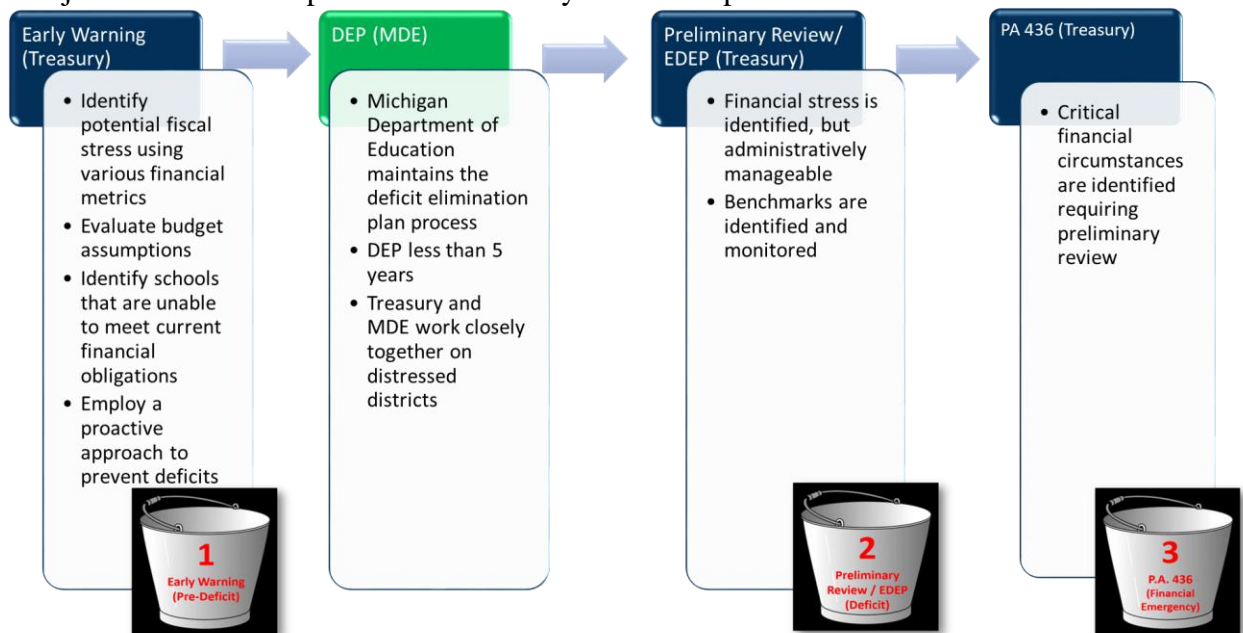 Early Warning
(Treasury)
• Identify
potential fiscal
stress using
various financial
metrics
• Evaluate budget
assumptions
• Identify schools
that are unable
to meet current
financial
obligations
• Employ a
proactive
approach to
prevent deficits
1
Early Warning
(Pre-Deficit)
DEP (MDE)
• Michigan
Department of
Education
maintains the
deficit elimination
plan process
• DEP less than 5
years
• Treasury and
MDE work closely
together on
distressed
districts
Preliminary Review/
EDEP (Treasury)
• Financial stress is
identified, but
administratively
manageable
• Benchmarks are
identified and
monitored
2
Preliminary
Review / EDEP
(Deficit)
PA 436 (Treasury)
• Critical
financial
circumstances
are identified
requiring
preliminary
review
3
P.A. 436
(Financial
Emergency)